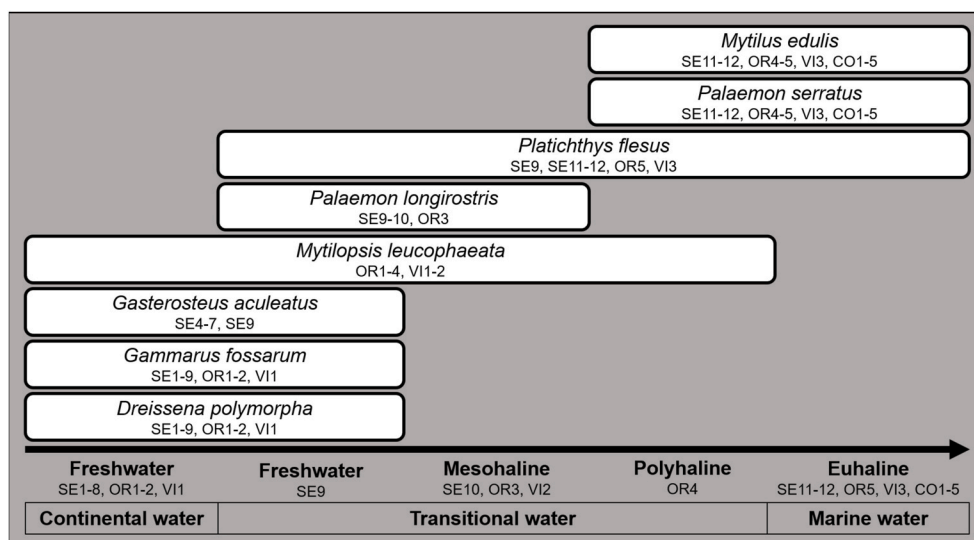 Mytilus edulis
SE11-12, OR4-5, VI3, CO1-5
Palaemon serratus
SE11-12, OR4-5, VI3, CO1-5
Platichthys flesus
SE9, SE11-12, OR5, VI3
Palaemon longirostris
SE9-10, OR3
Mytilopsis leucophaeata
OR1-4, VI1-2
Gasterosteus aculeatus
SE4-7, SE9
Gammarus fossarum
SE1-9, OR1-2, VI1
Dreissena polymorpha
SE1-9, OR1-2, VI1
Freshwater
SE1-8, OR1-2, VI1
Freshwater
SE9
Mesohaline
SE10, OR3, VI2
Polyhaline
OR4
Euhaline
SE11-12, OR5, VI3, CO1-5
Continental water
Transitional water
Marine water